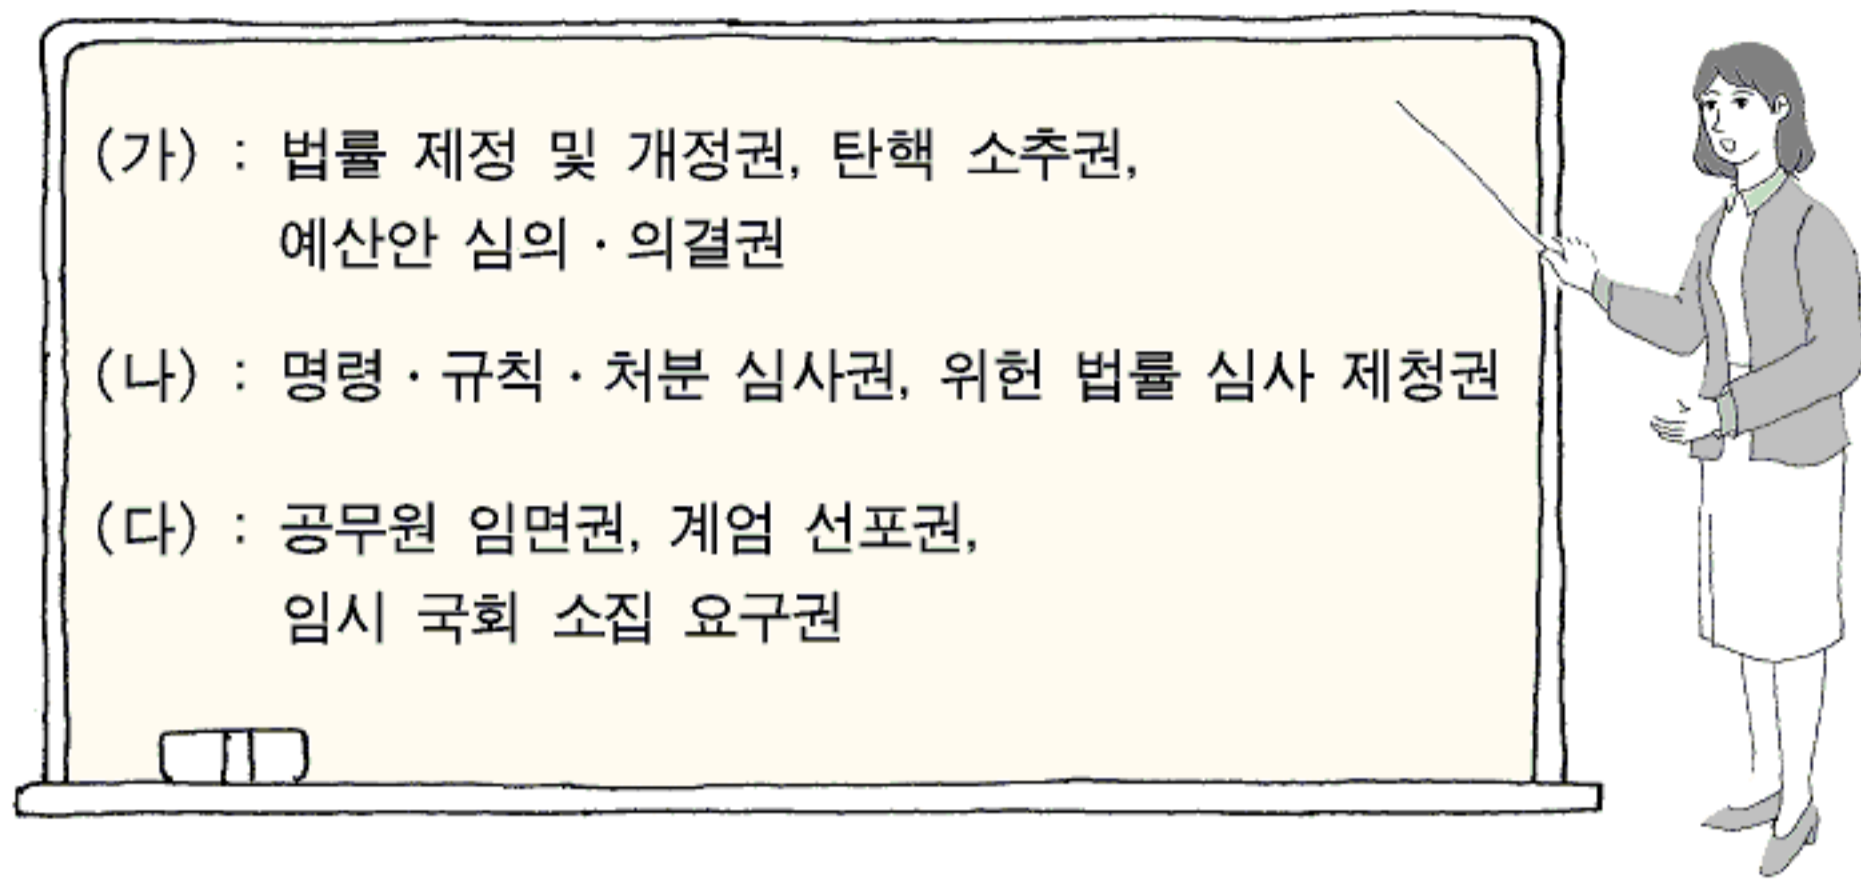 (가) : 법률 제정 및 개정권, 탄핵 소추권,
예산안 심의·의결권
(나) : 명령·규칙·처분 심사권, 위헌 법률 심사 제청권
(다) : 공무원 임면권, 계엄 선포권,
임시 국회 소집 요구권